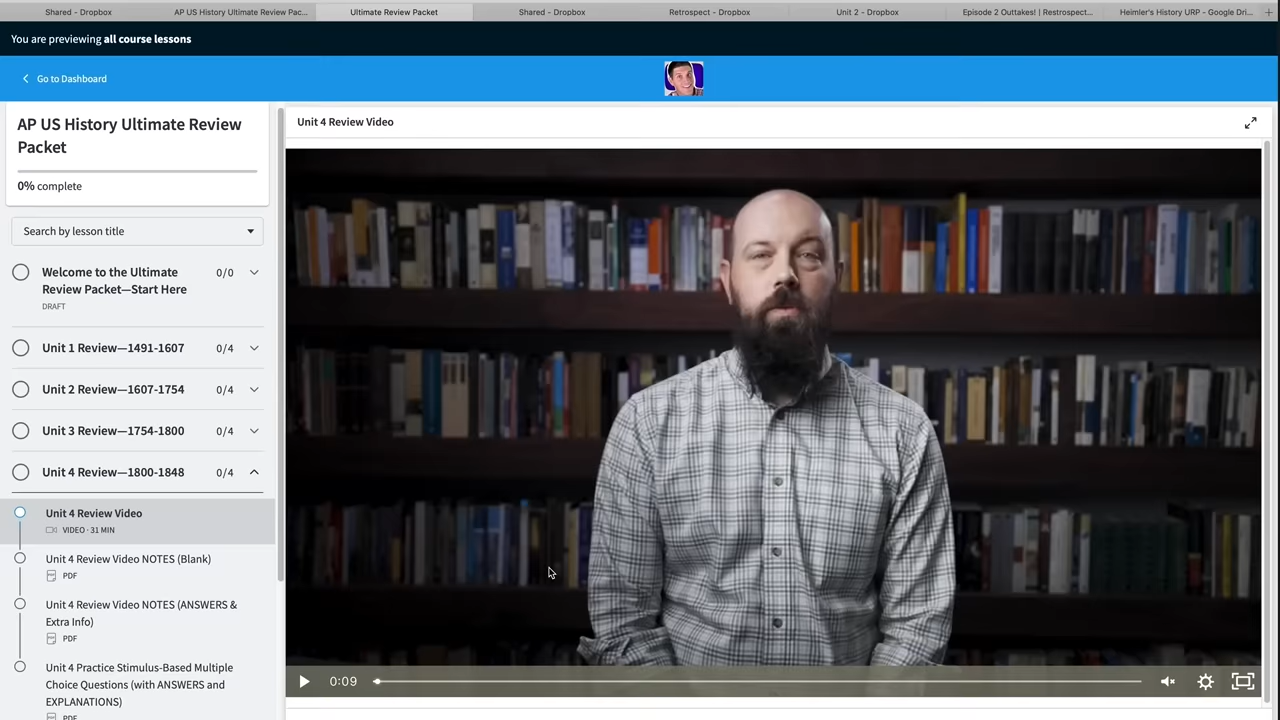 Shared - Dropbox
AP US History Ultimate Review Pac...
Ultimate Review Packet
Shared - Dropbox
Retrospect - Dropbox
Unit 2 - Dropbox
Episode 2 Outtakes! | Restrospect...
Heimler's History URP - Google Dri...
You are previewing all course lessons
Go to Dashboard
AP US History Ultimate Review
Packet
0% complete
Search by lesson title
Welcome to the Ultimate
Review Packet—Start Here
0/0
DRAFT
Unit 1 Review—1491-1607 0/4
Unit 2 Review—1607-1754 0/4
Unit 3 Review—1754-1800 0/4
Unit 4 Review—1800-1848 0/4
Unit 4 Review Video
VIDEO · 31 MIN
Unit 4 Review Video NOTES (Blank)
PDF
Unit 4 Review Video NOTES (ANSWERS &
Extra Info)
PDF
Unit 4 Practice Stimulus-Based Multiple
Choice Questions (with ANSWERS and
EXPLANATIONS)
PDF
Unit 4 Review Video
0:09